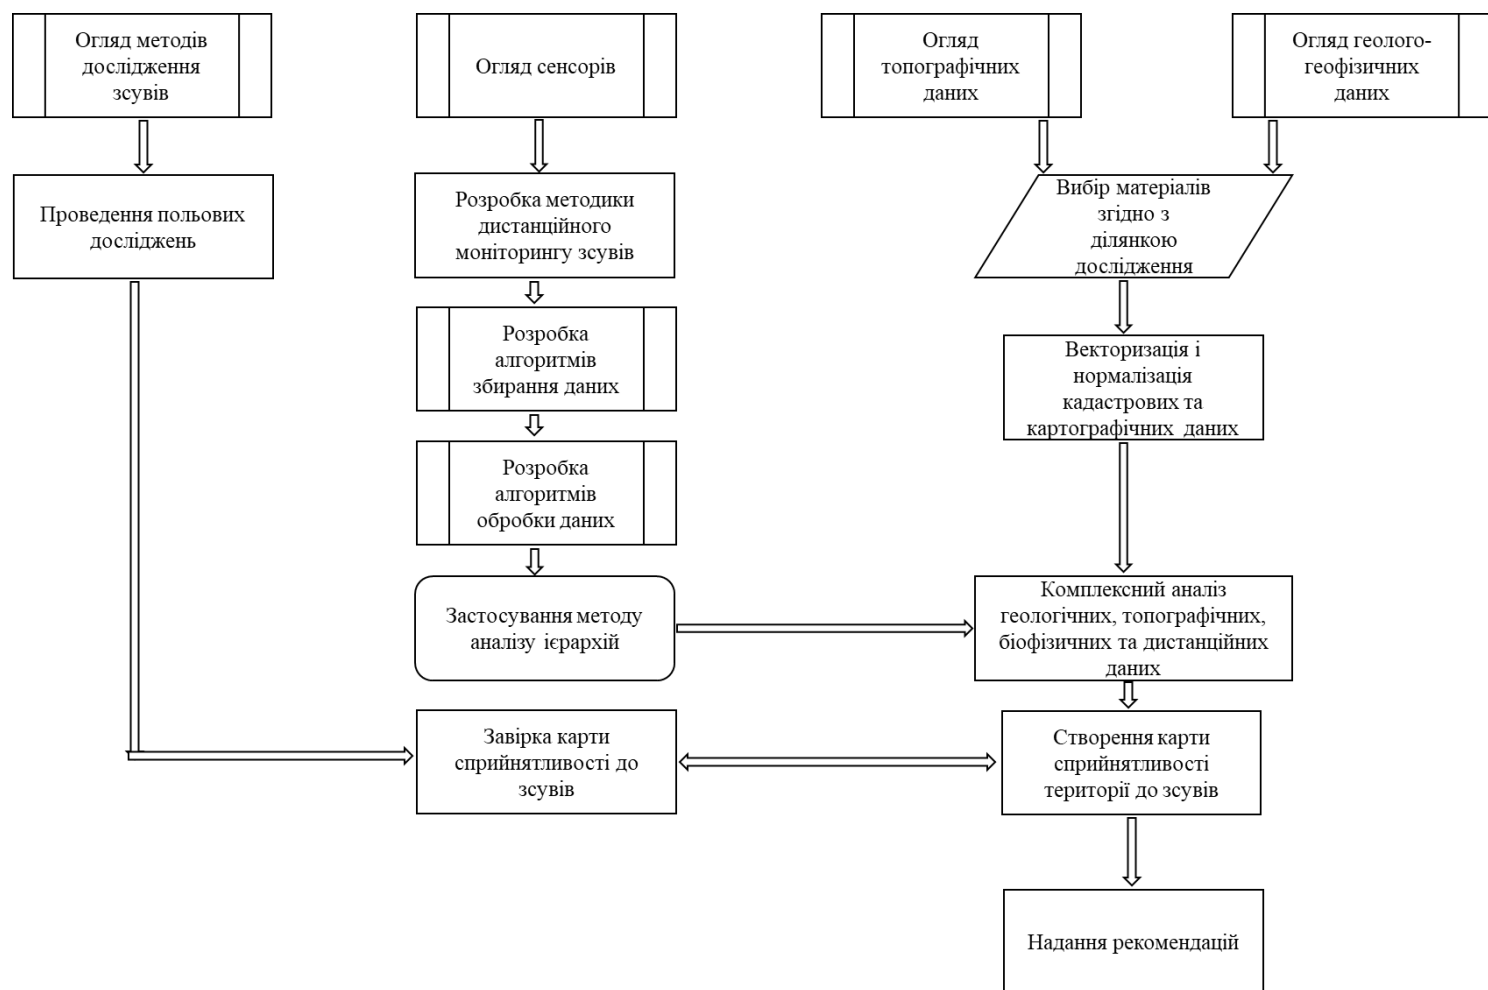 Огляд методів
дослідження
зсувів
Огляд сенсорів
Огляд
топографічних
даних
Огляд геолого-
геофізичних
даних
Проведення польових
досліджень
Розробка методики
дистанційного
моніторингу зсувів
Вибір матеріалів
згідно з
ділянкою
дослідження
Розробка
алгоритмів
збирання даних
Векторизація і
нормалізація
кадастрових та
картографічних даних
Розробка
алгоритмів
обробки даних
Застосування методу
аналізу ієрархій
Комплексний аналіз
геологічних, топографічних,
біофізичних та дистанційних
даних
Завірка карти
сприйнятливості до
зсувів
Створення карти
сприйнятливості
території до зсувів
Надання рекомендацій